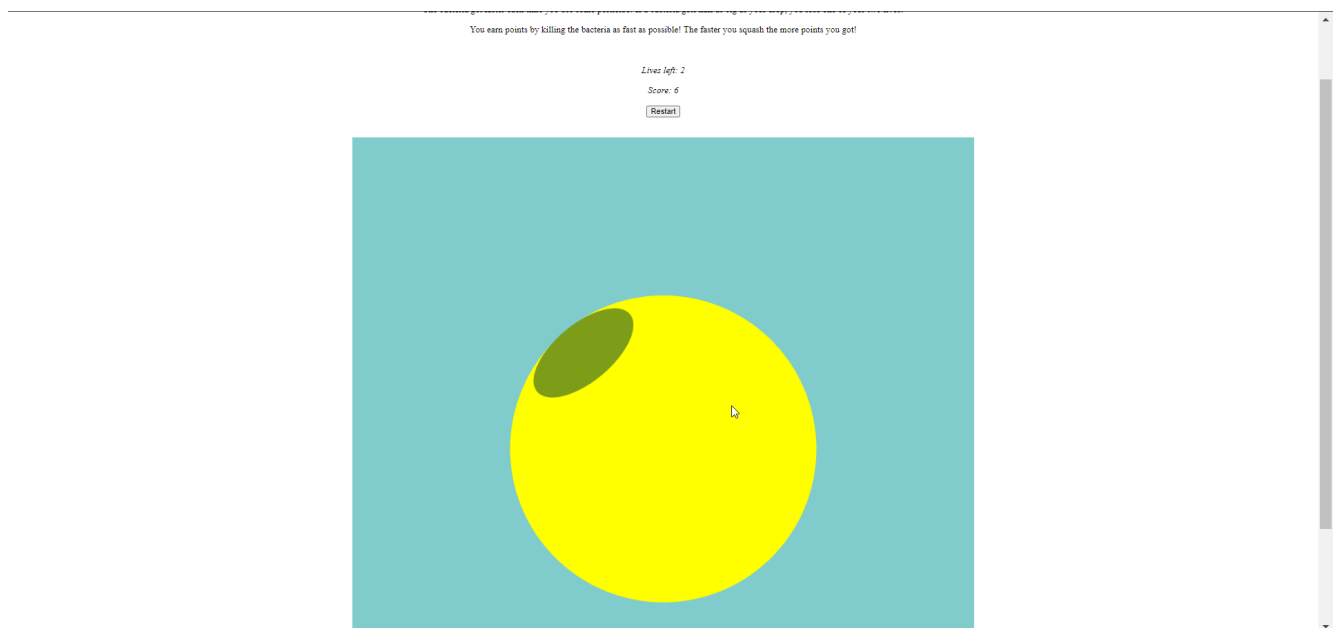 You earn points by killing the bacteria as fast as possible! The faster you squash the more points you got!
Lives left: 2
Score: 6
Restart